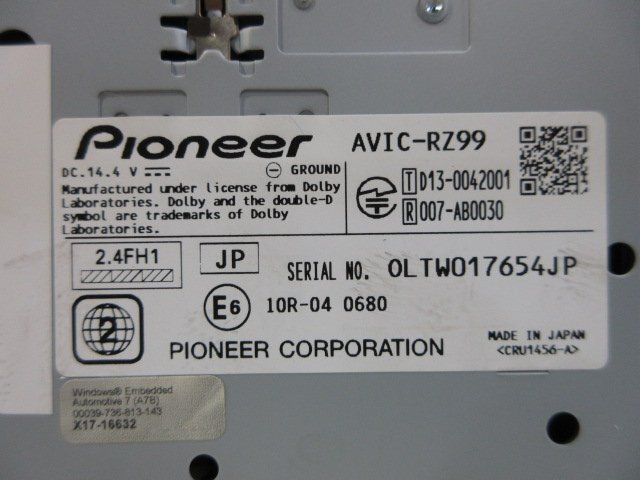 Pioneer
AVIC-RZ99
DC.14.4 V
GROUND
Manufactured under license from Dolby
Laboratories. Dolby and the double-D
symbol are trademarks of Dolby
Laboratories.
T D13-0042001
R 007-AB0030
2.4FH1
JP
SERIAL NO. OLTW017654JP
2
E6 10R-04 0680
PIONEER CORPORATION
MADE IN JAPAN
<CRU1456-A>
Windows® Embedded
Automotive 7 (A7B)
00039-736-813-143
X17-16632